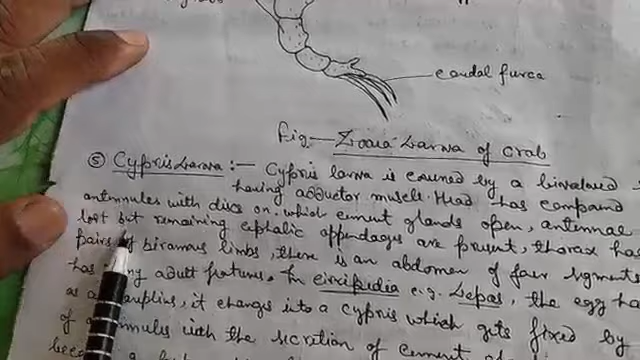 caudal furca
Fig:— Zoaea Larva of Crab
⑤ Cypris Larva :— Cypris larva is covered by a bivalved
having adductor muscle. Head has compound
antennules with discs on which cement glands open, antennae
lost but remaining cephalic appendages are present, thorax has
pairs of biramous limbs, there is an abdomen of four segments
has many adult features. In cirripidia e.g. Lepas, the egg
as a nauplius, it changes into a cypris which gets fixed by
of antennules with the secretion of cement